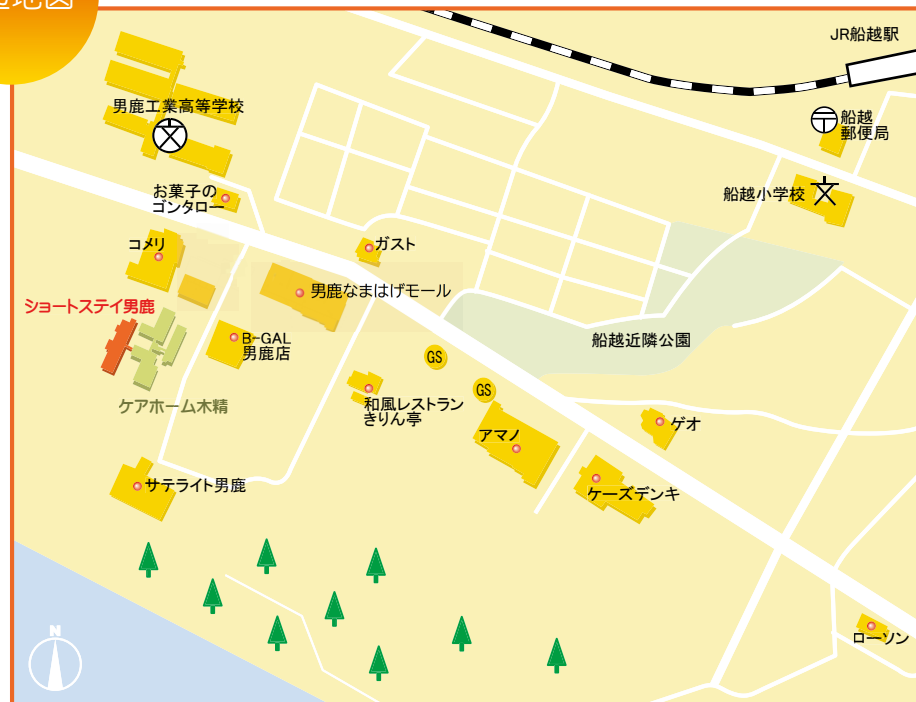 地図
JR船越駅
男鹿工業高等学校
船越
郵便局
船越小学校
お菓子の
ゴンタロー
コメリ
ガスト
男鹿なまはげモール
ショートステイ男鹿
B-GAL
男鹿店
船越近隣公園
GS
GS
ケアホーム木精
和風レストラン
きりん亭
アマノ
ゲオ
サテライト男鹿
ケーズデンキ
N
ローソン